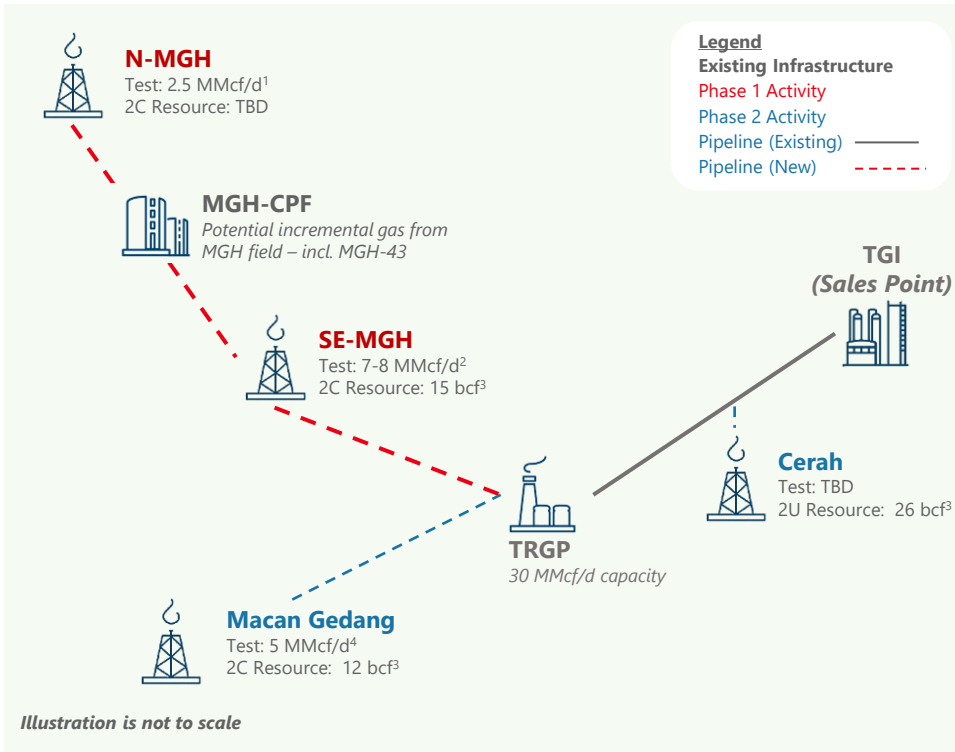 N-MGH
Test: 2.5 MMcf/d¹
2C Resource: TBD
Legend
Existing Infrastructure
Phase 1 Activity
Phase 2 Activity
Pipeline (Existing)
Pipeline (New)
MGH-CPF
Potential incremental gas from
MGH field – incl. MGH-43
TGI
(Sales Point)
SE-MGH
Test: 7-8 MMcf/d²
2C Resource: 15 bcf³
Cerah
Test: TBD
2U Resource:  26 bcf³
TRGP
30 MMcf/d capacity
Macan Gedang
Test: 5 MMcf/d⁴
2C Resource:  12 bcf³
Illustration is not to scale